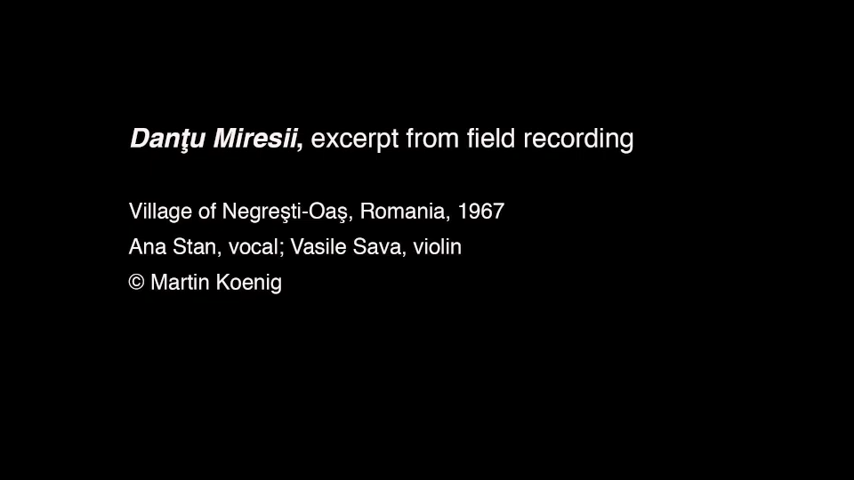 Danţu Miresii, excerpt from field recording
Village of Negreşti-Oaş, Romania, 1967
Ana Stan, vocal; Vasile Sava, violin
© Martin Koenig